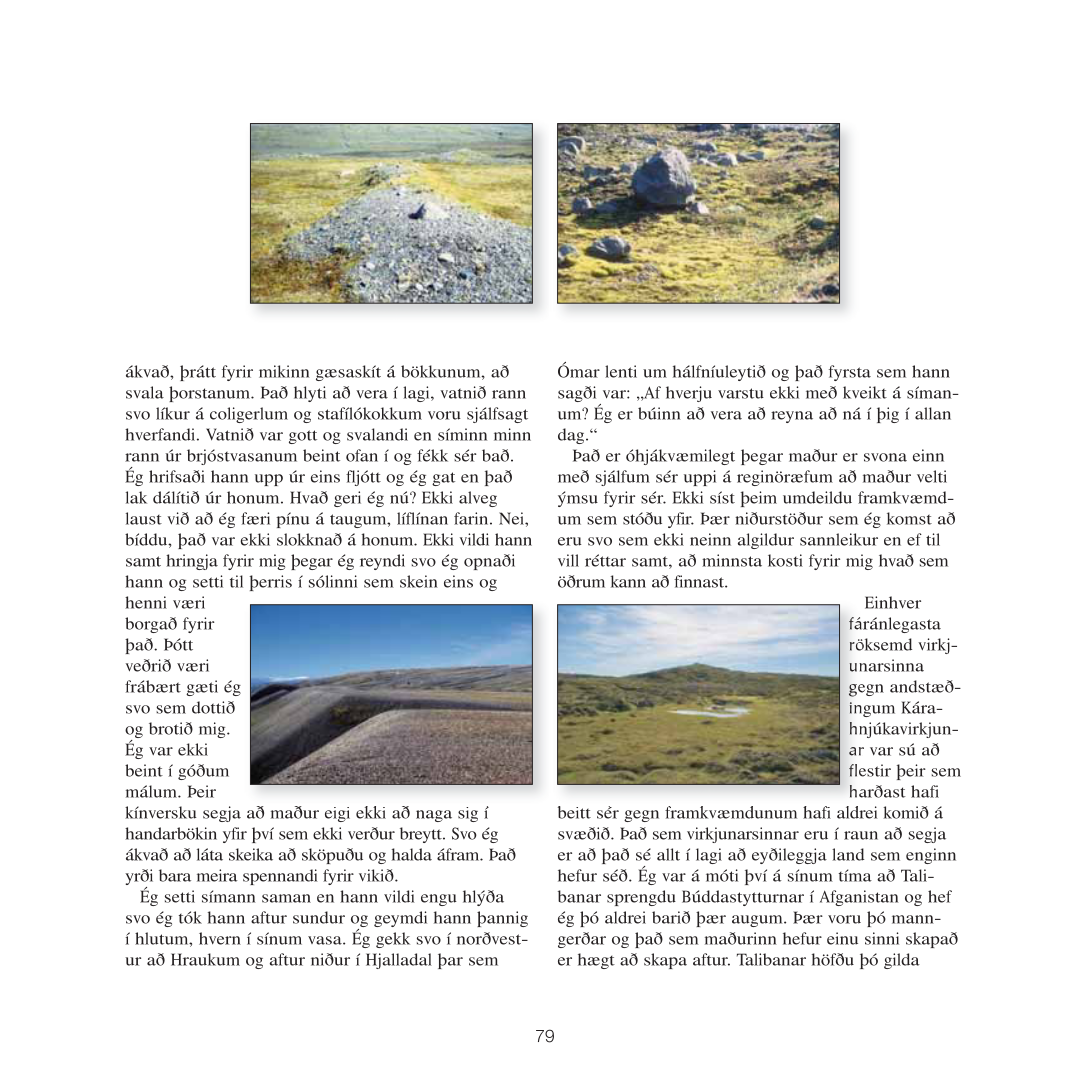 ákvað, þrátt fyrir mikinn gæsaskít á bökkunum, að
svala þorstanum. Það hlyti að vera í lagi, vatnið rann
svo líkur á coligerlum og stafílókokkum voru sjálfsagt
hverfandi. Vatnið var gott og svalandi en síminn minn
rann úr brjóstvasanum beint ofan í og fékk sér bað.
Ég hrifsaði hann upp úr eins fljótt og ég gat en það
lak dálítið úr honum. Hvað geri ég nú? Ekki alveg
laust við að ég færi pínu á taugum, líflínan farin. Nei,
bíddu, það var ekki slokknað á honum. Ekki vildi hann
samt hringja fyrir mig þegar ég reyndi svo ég opnaði
hann og setti til þerris í sólinni sem skein eins og
henni væri
borgað fyrir
það. Þótt
veðrið væri
frábært gæti ég
svo sem dottið
og brotið mig.
Ég var ekki
beint í góðum
málum. Þeir
kínversku segja að maður eigi ekki að naga sig í
handarbökin yfir því sem ekki verður breytt. Svo ég
ákvað að láta skeika að sköpuðu og halda áfram. Það
yrði bara meira spennandi fyrir vikið.
Ég setti símann saman en hann vildi engu hlýða
svo ég tók hann aftur sundur og geymdi hann þannig
í hlutum, hvern í sínum vasa. Ég gekk svo í norðvest-
ur að Hraukum og aftur niður í Hjalladal þar sem
Ómar lenti um hálfníuleytið og það fyrsta sem hann
sagði var: „Af hverju varstu ekki með kveikt á síman-
um? Ég er búinn að vera að reyna að ná í þig í allan
dag.“
Það er óhjákvæmilegt þegar maður er svona einn
með sjálfum sér uppi á reginöræfum að maður velti
ýmsu fyrir sér. Ekki síst þeim umdeildu framkvæmd-
um sem stóðu yfir. Þær niðurstöður sem ég komst að
eru svo sem ekki neinn algildur sannleikur en ef til
vill réttar samt, að minnsta kosti fyrir mig hvað sem
öðrum kann að finnast.
Einhver
fáránlegasta
röksemd virkj-
unarsinna
gegn andstæð-
ingum Kára-
hnjúkavirkjun-
ar var sú að
flestir þeir sem
harðast hafi
beitt sér gegn framkvæmdunum hafi aldrei komið á
svæðið. Það sem virkjunarsinnar eru í raun að segja
er að það sé allt í lagi að eyðileggja land sem enginn
hefur séð. Ég var á móti því á sínum tíma að Tali-
banar sprengdu Búddastytturnar í Afganistan og hef
ég þó aldrei barið þær augum. Þær voru þó mann-
gerðar og það sem maðurinn hefur einu sinni skapað
er hægt að skapa aftur. Talibanar höfðu þó gilda
79